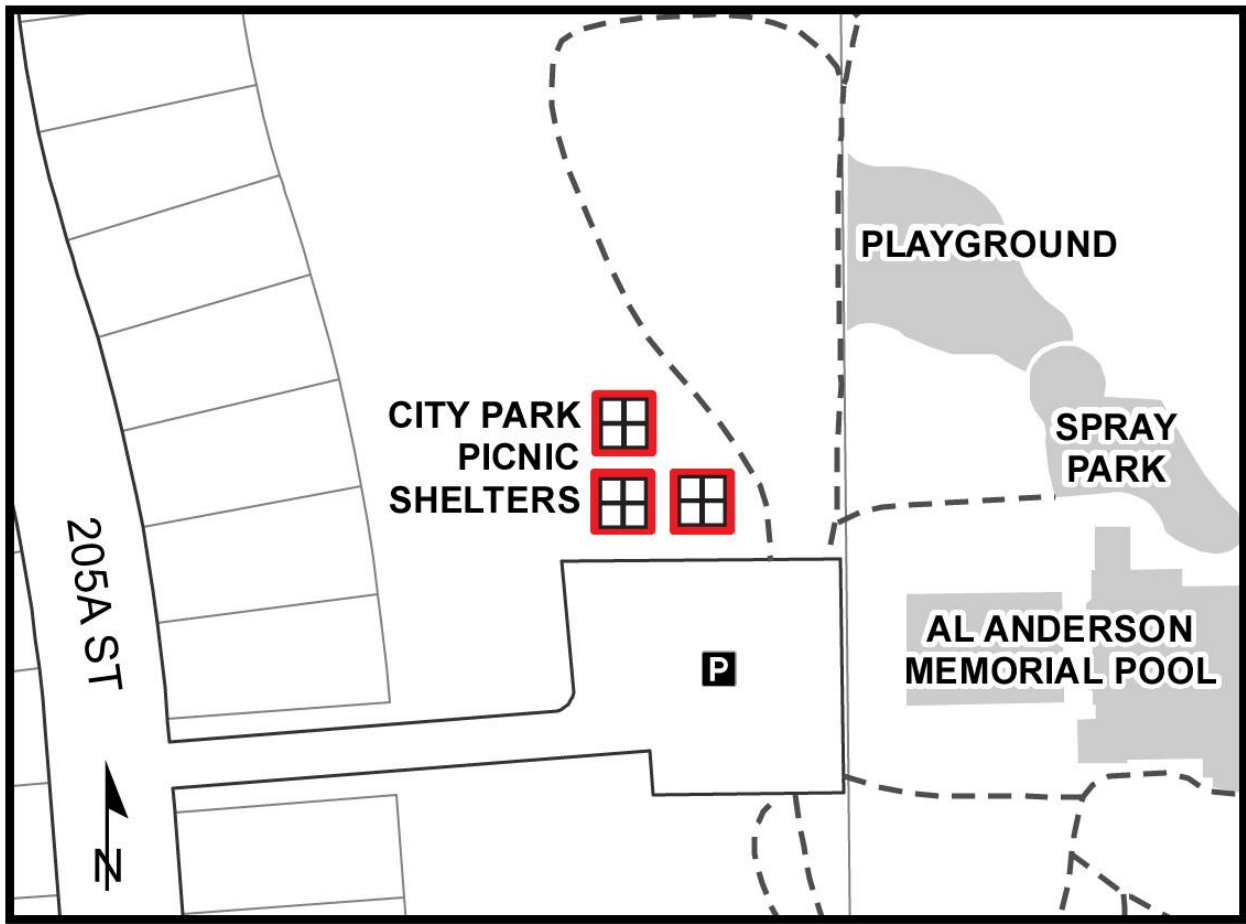 PLAYGROUND
CITY PARK
PICNIC
SHELTERS
SPRAY
PARK
205A ST
AL ANDERSON
MEMORIAL POOL
P
N